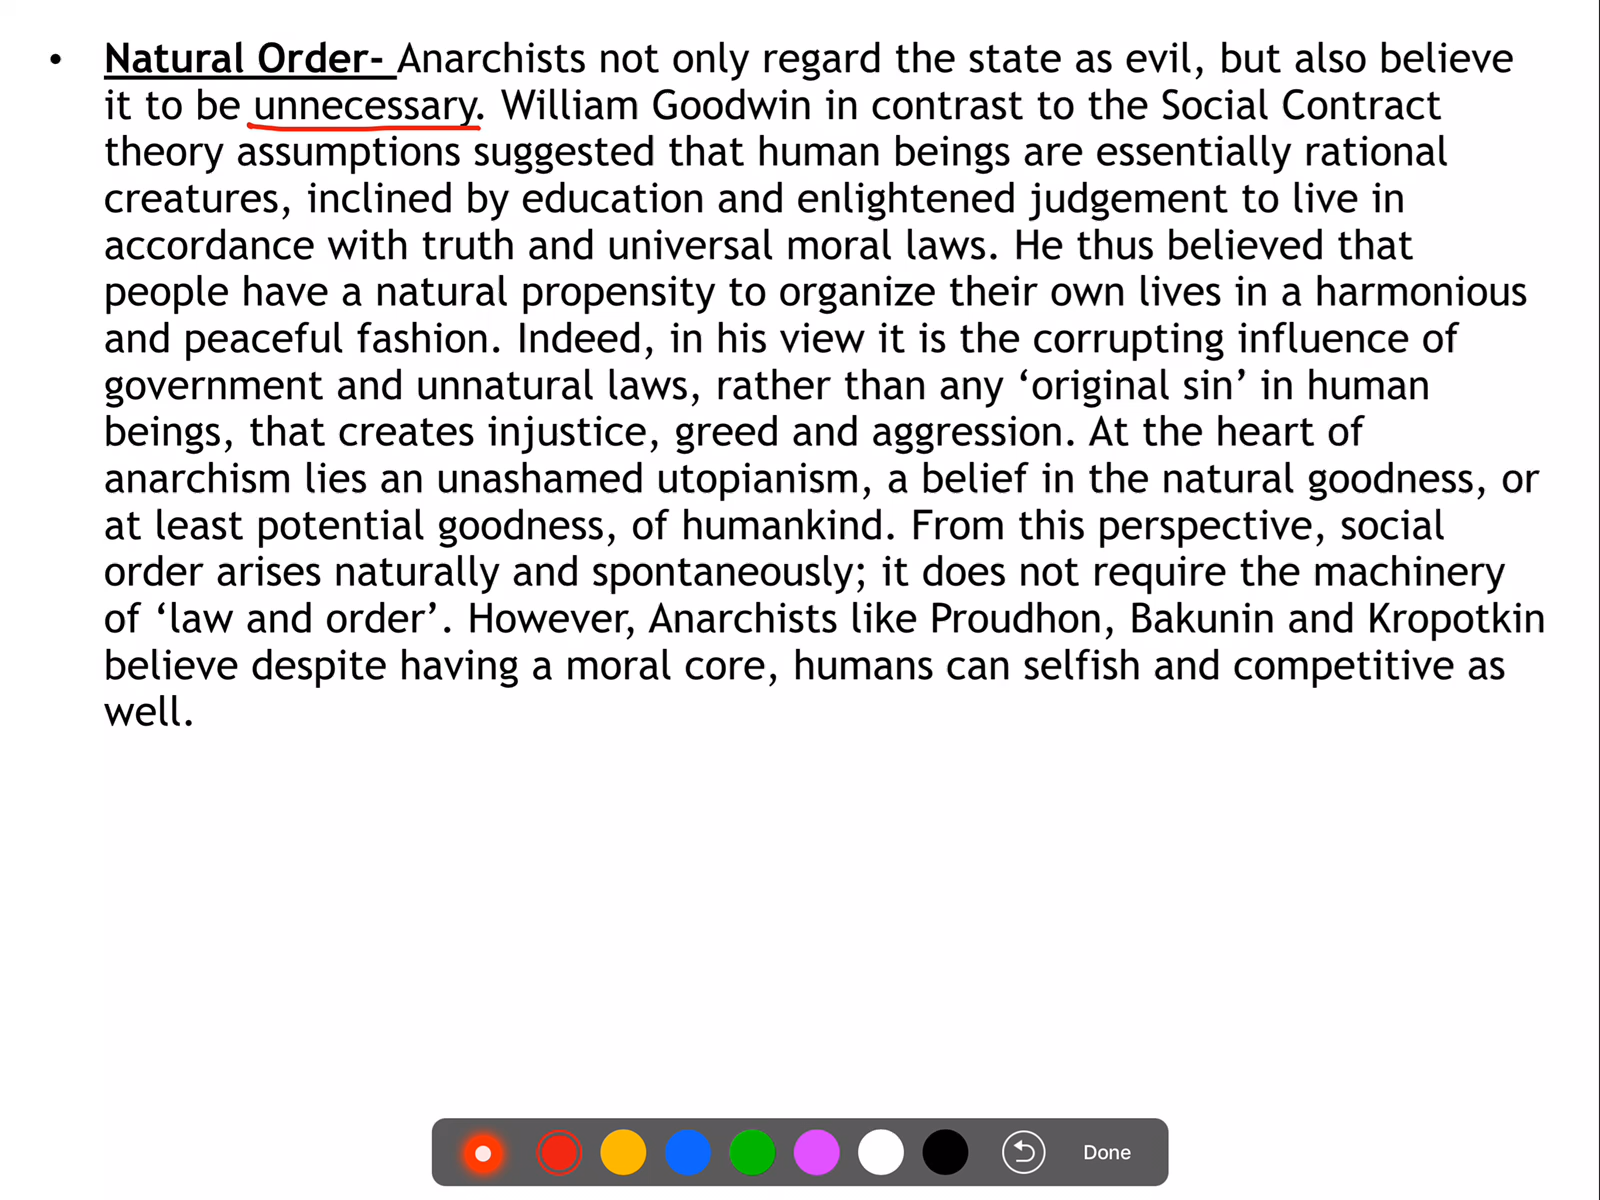 • Natural Order- Anarchists not only regard the state as evil, but also believe
it to be unnecessary. William Goodwin in contrast to the Social Contract
theory assumptions suggested that human beings are essentially rational
creatures, inclined by education and enlightened judgement to live in
accordance with truth and universal moral laws. He thus believed that
people have a natural propensity to organize their own lives in a harmonious
and peaceful fashion. Indeed, in his view it is the corrupting influence of
government and unnatural laws, rather than any ‘original sin’ in human
beings, that creates injustice, greed and aggression. At the heart of
anarchism lies an unashamed utopianism, a belief in the natural goodness, or
at least potential goodness, of humankind. From this perspective, social
order arises naturally and spontaneously; it does not require the machinery
of ‘law and order’. However, Anarchists like Proudhon, Bakunin and Kropotkin
believe despite having a moral core, humans can selfish and competitive as
well.
Done